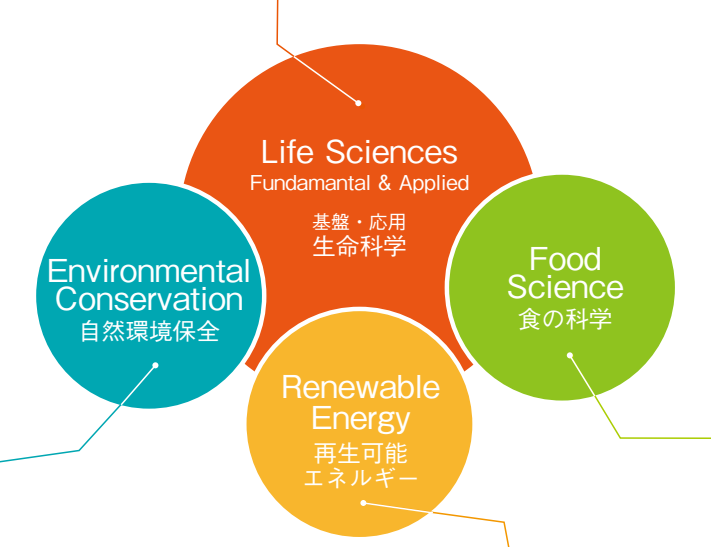 Life Sciences
Fundamantal & Applied
基盤・応用
生命科学
Environmental
Conservation
自然環境保全
Food
Science
食の科学
Renewable
Energy
再生可能
エネルギー